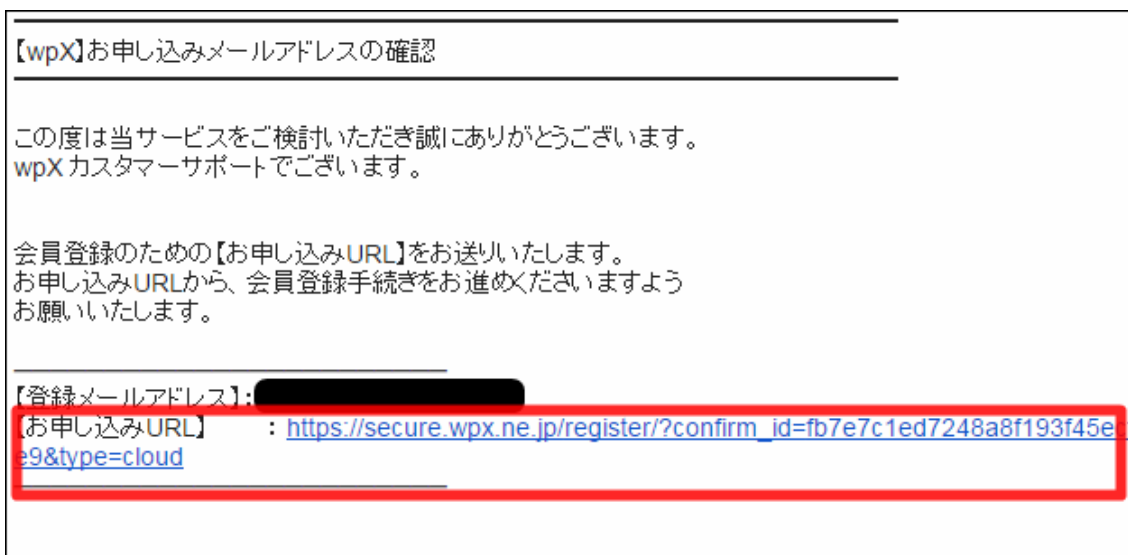 【wpX】お申し込みメールアドレスの確認
この度は当サービスをご検討いただき誠にありがとうございます。
wpX カスタマーサポートでございます。
会員登録のための【お申し込みURL】をお送りいたします。
お申し込みURLから、会員登録手続きをお進めくださいますよう
お願いいたします。
【登録メールアドレス】:
【お申し込みURL】 : https://secure.wpx.ne.jp/register/?confirm_id=fb7e7c1ed7248a8f193f45ec
e9&type=cloud